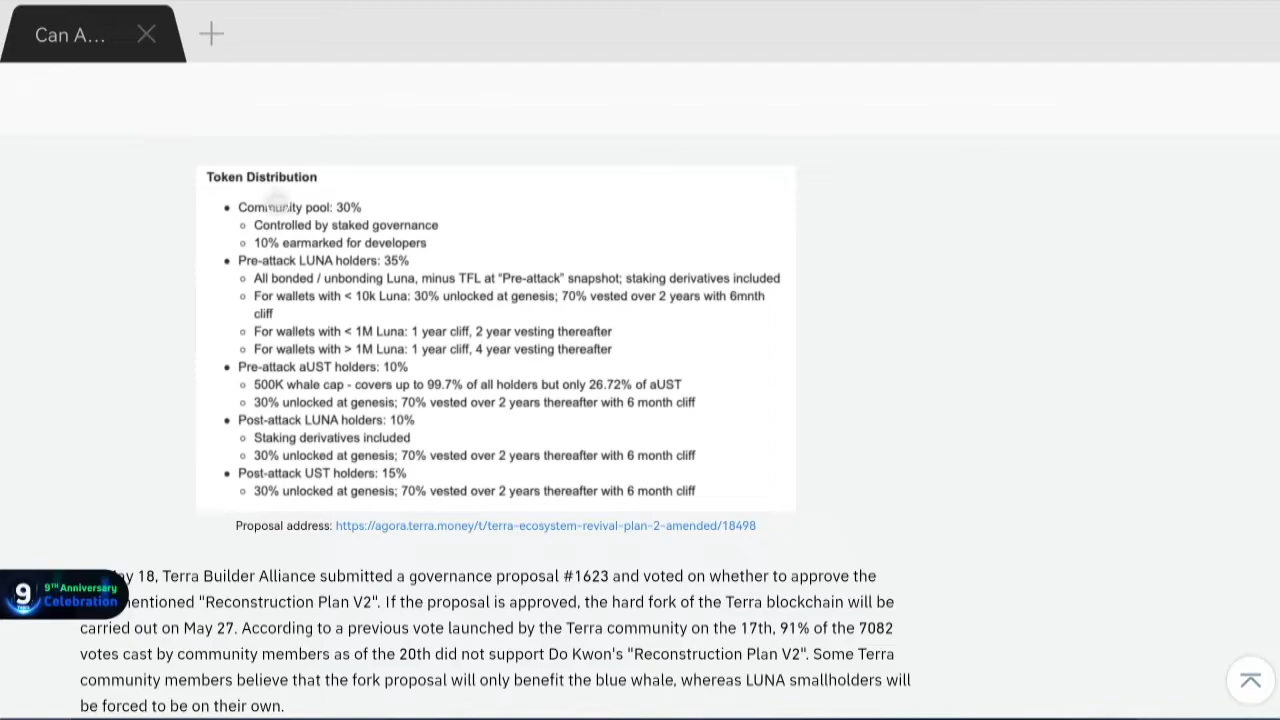 Can A...
Token Distribution
• Community pool: 30%
○ Controlled by staked governance
○ 10% earmarked for developers
• Pre-attack LUNA holders: 35%
○ All bonded / unbonding Luna, minus TFL at "Pre-attack" snapshot; staking derivatives included
○ For wallets with < 10k Luna: 30% unlocked at genesis; 70% vested over 2 years with 6mnth
cliff
○ For wallets with < 1M Luna: 1 year cliff, 2 year vesting thereafter
○ For wallets with > 1M Luna: 1 year cliff, 4 year vesting thereafter
• Pre-attack aUST holders: 10%
○ 500K whale cap - covers up to 99.7% of all holders but only 26.72% of aUST
○ 30% unlocked at genesis; 70% vested over 2 years thereafter with 6 month cliff
• Post-attack LUNA holders: 10%
○ Staking derivatives included
○ 30% unlocked at genesis; 70% vested over 2 years thereafter with 6 month cliff
• Post-attack UST holders: 15%
○ 30% unlocked at genesis; 70% vested over 2 years thereafter with 6 month cliff
Proposal address: https://agora.terra.money/t/terra-ecosystem-revival-plan-2-amended/18498
18, Terra Builder Alliance submitted a governance proposal #1623 and voted on whether to approve the
"Reconstruction Plan V2". If the proposal is approved, the hard fork of the Terra blockchain will be
carried out on May 27. According to a previous vote launched by the Terra community on the 17th, 91% of the 7082
votes cast by community members as of the 20th did not support Do Kwon's "Reconstruction Plan V2". Some Terra
community members believe that the fork proposal will only benefit the blue whale, whereas LUNA smallholders will
be forced to be on their own.
9 9TH Anniversary
Celebration